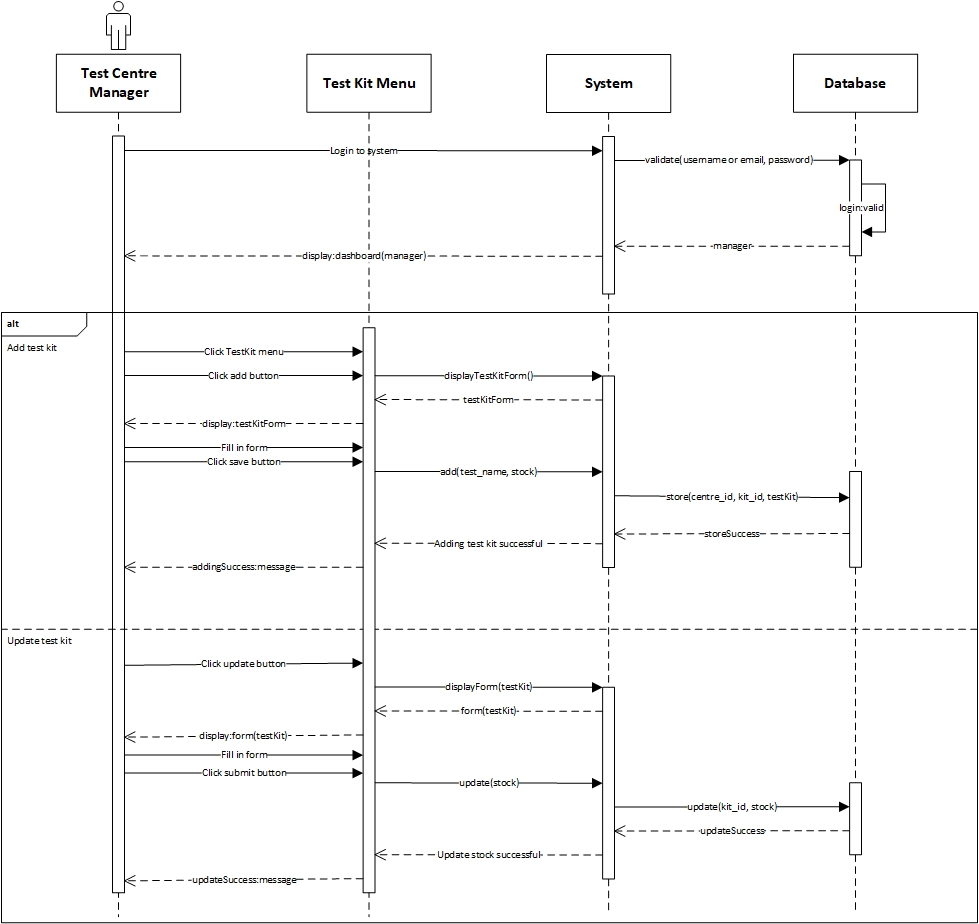 Test Centre
Manager
Test Kit Menu
System
Database
Login to system
validate(username or email, password)
login:valid
manager
display:dashboard(manager)
alt
Add test kit
Click TestKit menu
Click add button
displayTestKitForm()
testKitForm
display:testKitForm
Fill in form
Click save button
add(test_name, stock)
store(centre_id, kit_id, testKit)
storeSuccess
Adding test kit successful
addingSuccess:message
Update test kit
Click update button
displayForm(testKit)
form(testKit)
display:form(testKit)
Fill in form
Click submit button
update(stock)
update(kit_id, stock)
updateSuccess
Update stock successful
updateSuccess:message